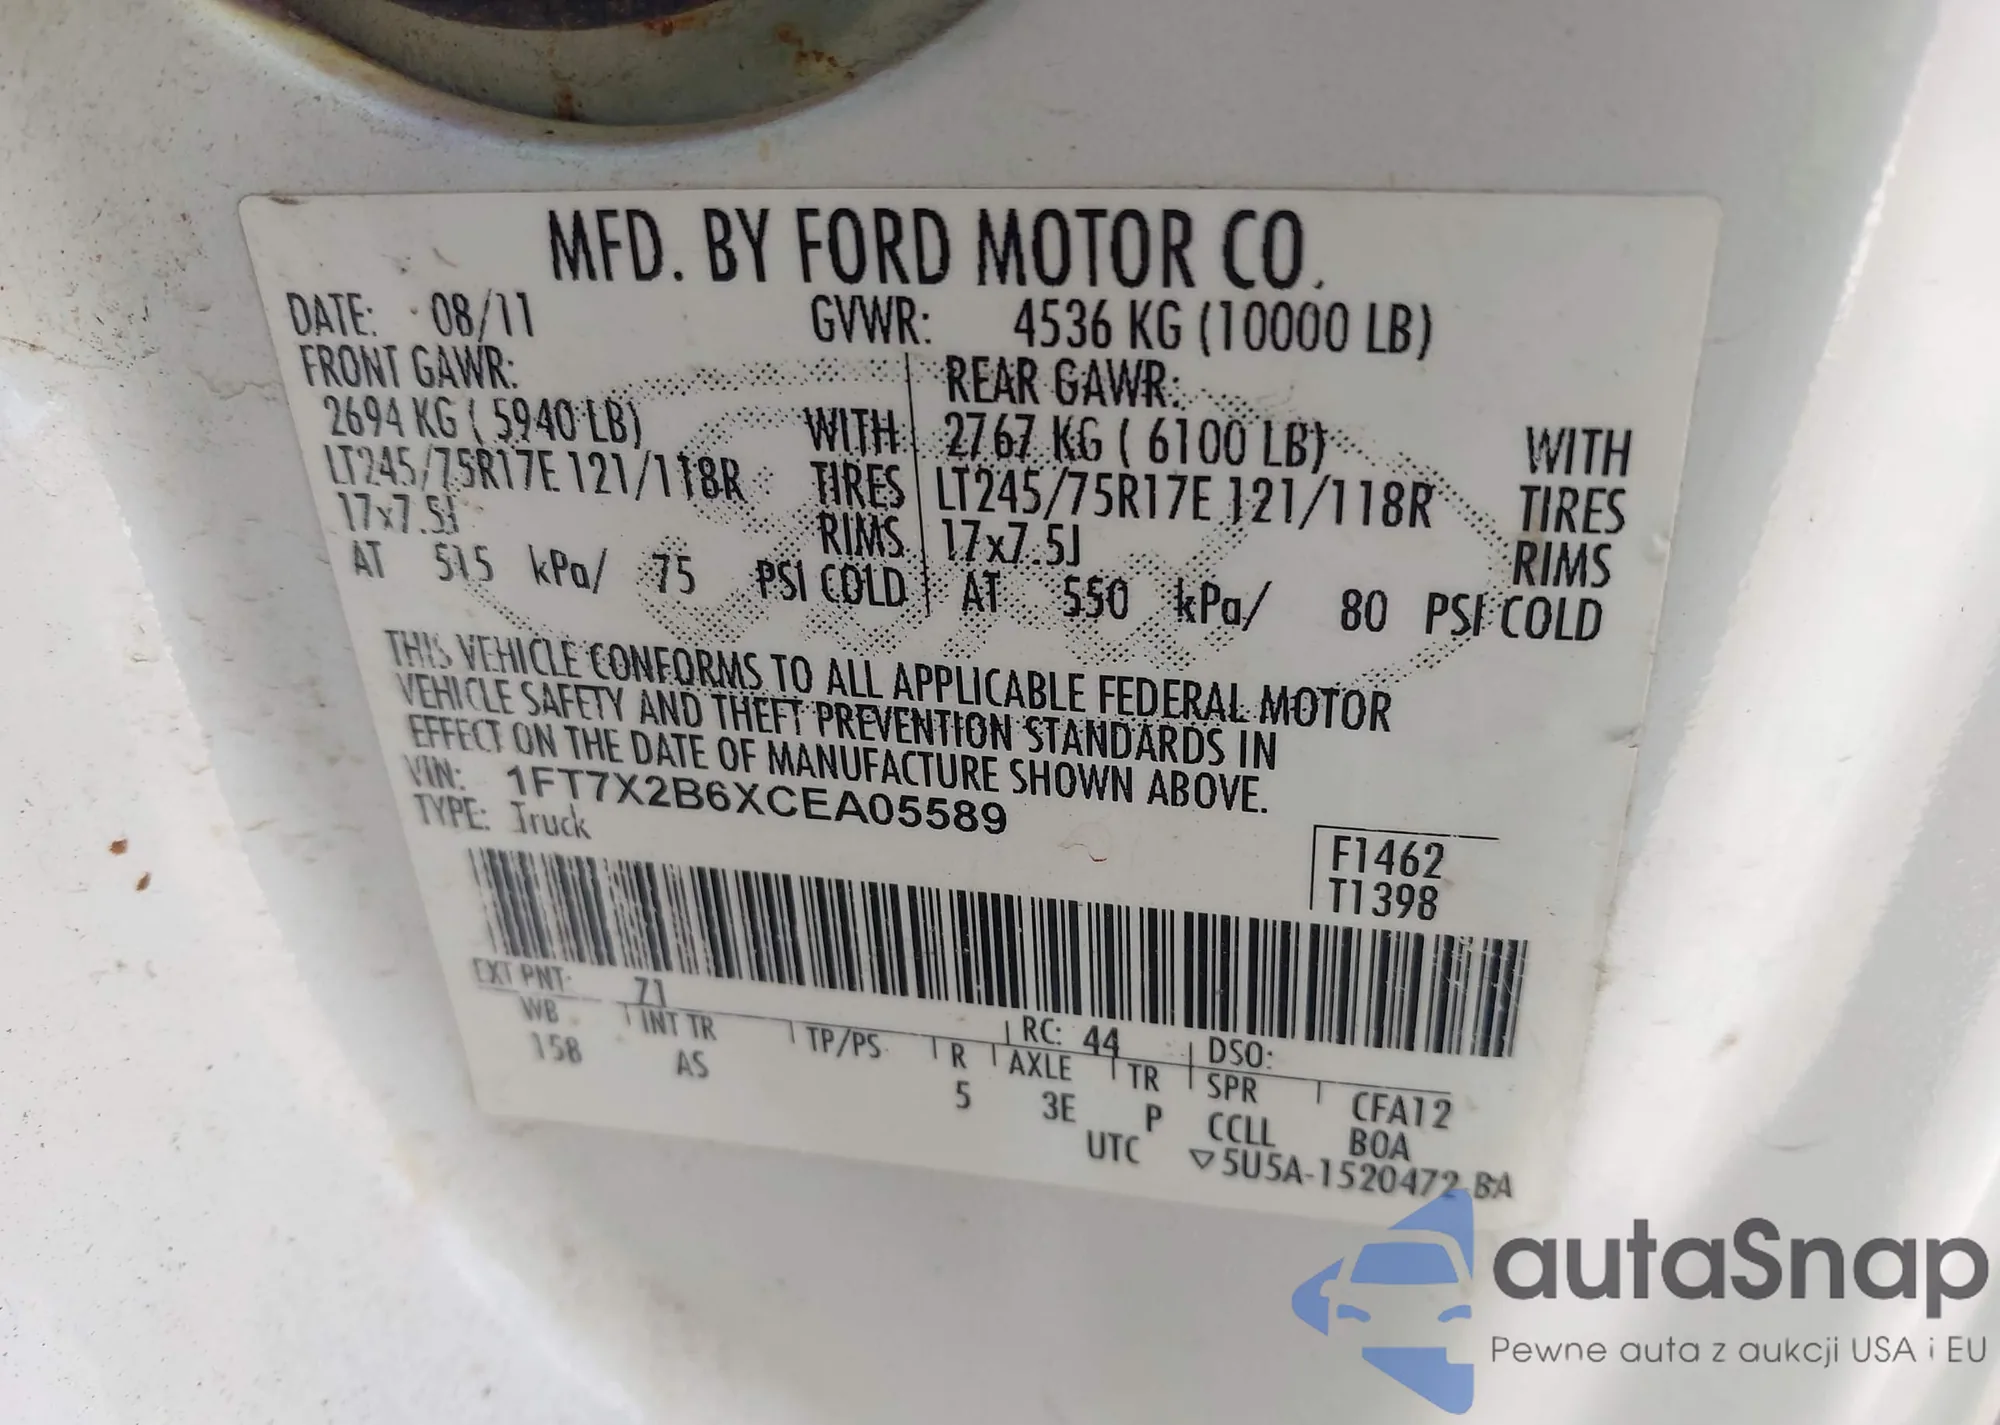 MFD. BY FORD MOTOR CO.
DATE: 08/11 GVWR: 4536 KG (10000 LB)
FRONT GAWR: REAR GAWR:
2694 KG ( 5940 LB) WITH 2767 KG ( 6100 LB) WITH
LT245/75R17E 121/118R TIRES LT245/75R17E 121/118R TIRES
17x7.5J RIMS 17x7.5J RIMS
AT 515 kPa/ 75 PSI COLD AT 550 kPa/ 80 PSI COLD
THIS VEHICLE CONFORMS TO ALL APPLICABLE FEDERAL MOTOR
VEHICLE SAFETY AND THEFT PREVENTION STANDARDS IN
EFFECT ON THE DATE OF MANUFACTURE SHOWN ABOVE.
VIN: 1FT7X2B6XCEA05589
TYPE: Truck
F1462
T1398
EXT PNT: 71 RC: 44 DSO:
WB INT TR TP/PS R AXLE TR SPR CFA12
158 AS 5 3E P CCLL BOA
UTC ▽5U5A-1520472-BA
autaSnap
Pewne auta z aukcji USA i EU